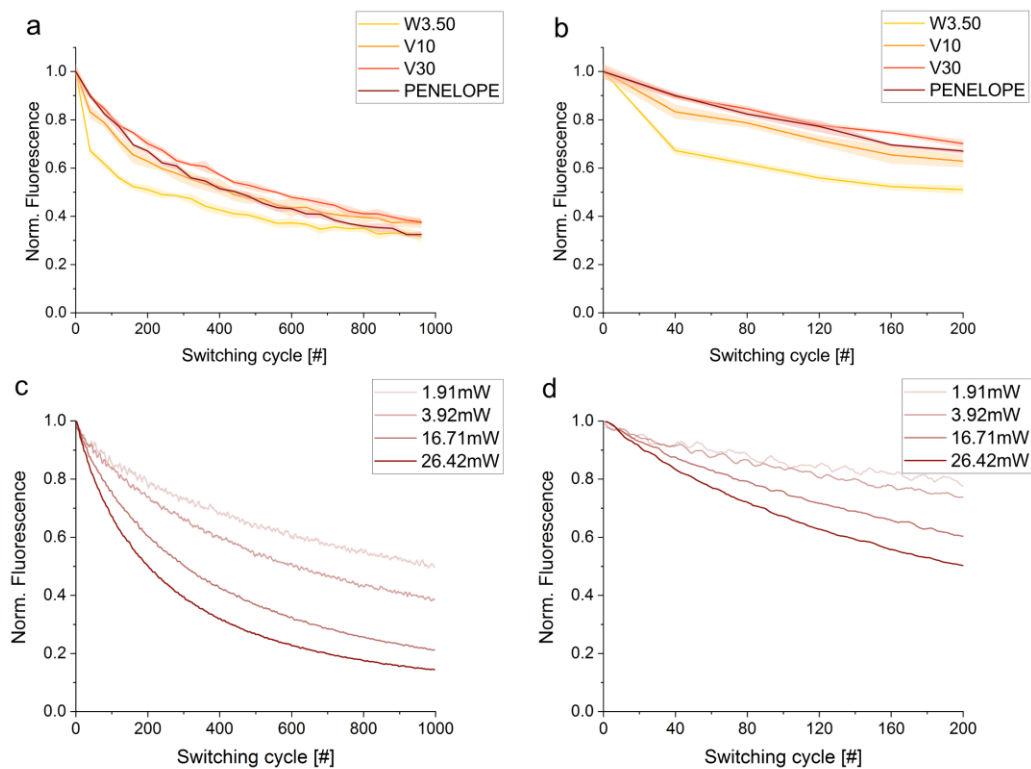 a
W3.50
V10
V30
PENELOPE
1.0
0.8
0.6
0.4
0.2
0.0
Norm. Fluorescence
0 200 400 600 800 1000
Switching cycle [#]
b
W3.50
V10
V30
PENELOPE
1.0
0.8
0.6
0.4
0.2
0.0
Norm. Fluorescence
0 40 80 120 160 200
Switching cycle [#]
c
1.91mW
3.92mW
16.71mW
26.42mW
1.0
0.8
0.6
0.4
0.2
0.0
Norm. Fluorescence
0 200 400 600 800 1000
Switching cycle [#]
d
1.91mW
3.92mW
16.71mW
26.42mW
1.0
0.8
0.6
0.4
0.2
0.0
Norm. Fluorescence
0 40 80 120 160 200
Switching cycle [#]